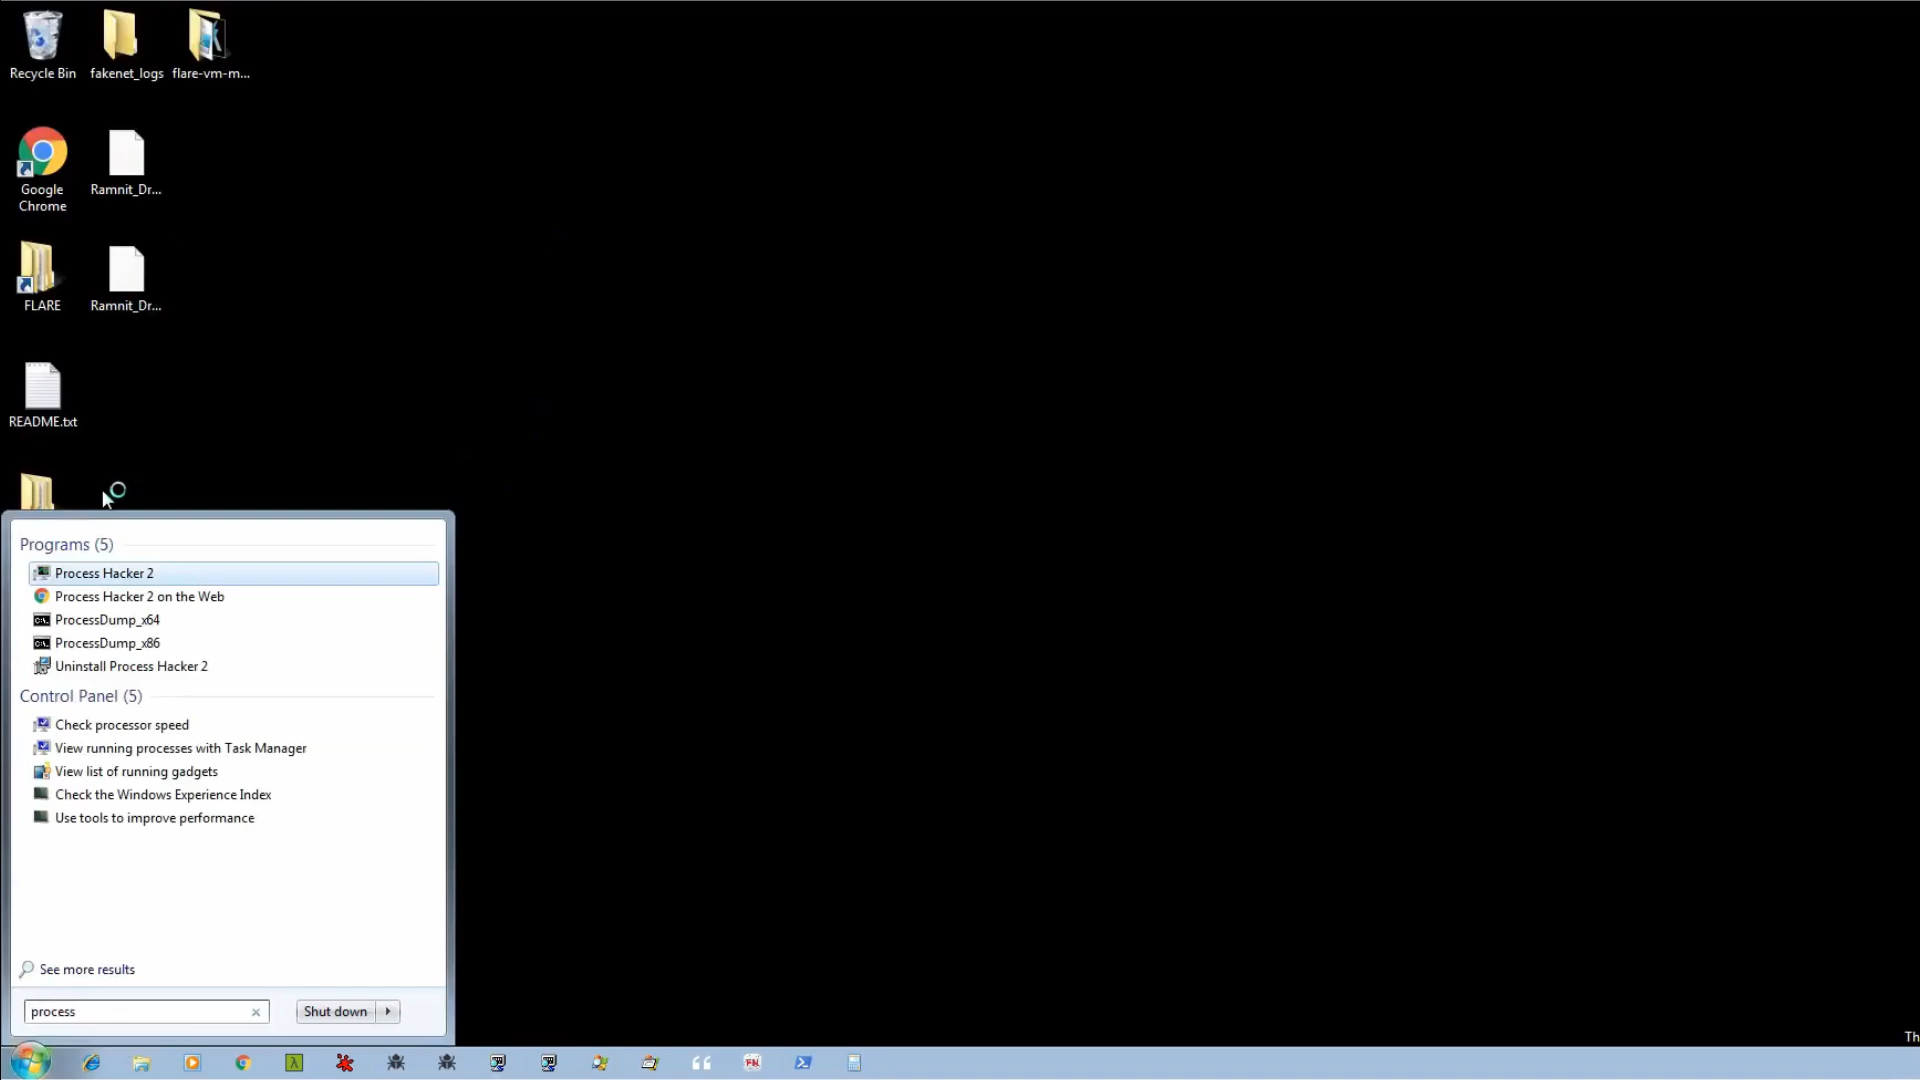 Recycle Bin
fakenet_logs
flare-vm-m...
Google
Chrome
Ramnit_Dr...
FLARE
Ramnit_Dr...
README.txt
Programs (5)
Process Hacker 2
Process Hacker 2 on the Web
ProcessDump_x64
ProcessDump_x86
Uninstall Process Hacker 2
Control Panel (5)
Check processor speed
View running processes with Task Manager
View list of running gadgets
Check the Windows Experience Index
Use tools to improve performance
See more results
process
Shut down
Th